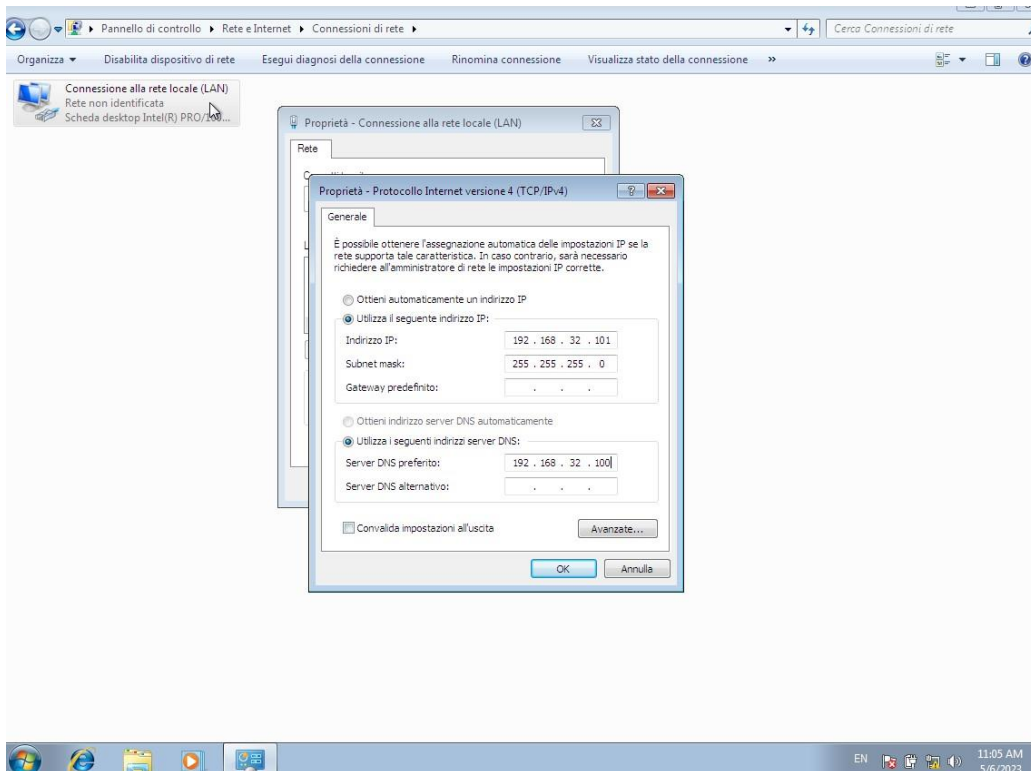 Pannello di controllo ▸ Rete e Internet ▸ Connessioni di rete ▸
Cerca Connessioni di rete
Organizza Disabilita dispositivo di rete Esegui diagnosi della connessione Rinomina connessione Visualizza stato della connessione »
Connessione alla rete locale (LAN)
Rete non identificata
Scheda desktop Intel(R) PRO/
Proprietà - Connessione alla rete locale (LAN)
Rete
Proprietà - Protocollo Internet versione 4 (TCP/IPv4)
Generale
È possibile ottenere l'assegnazione automatica delle impostazioni IP se la
rete supporta tale caratteristica. In caso contrario, sarà necessario
richiedere all'amministratore di rete le impostazioni IP corrette.
Ottieni automaticamente un indirizzo IP
Utilizza il seguente indirizzo IP:
Indirizzo IP: 192 . 168 . 32 . 101
Subnet mask: 255 . 255 . 255 . 0
Gateway predefinito: . . .
Ottieni indirizzo server DNS automaticamente
Utilizza i seguenti indirizzi server DNS:
Server DNS preferito: 192 . 168 . 32 . 100
Server DNS alternativo: . . .
Convalida impostazioni all'uscita
Avanzate...
OK Annulla
EN
11:05 AM
5/6/2023